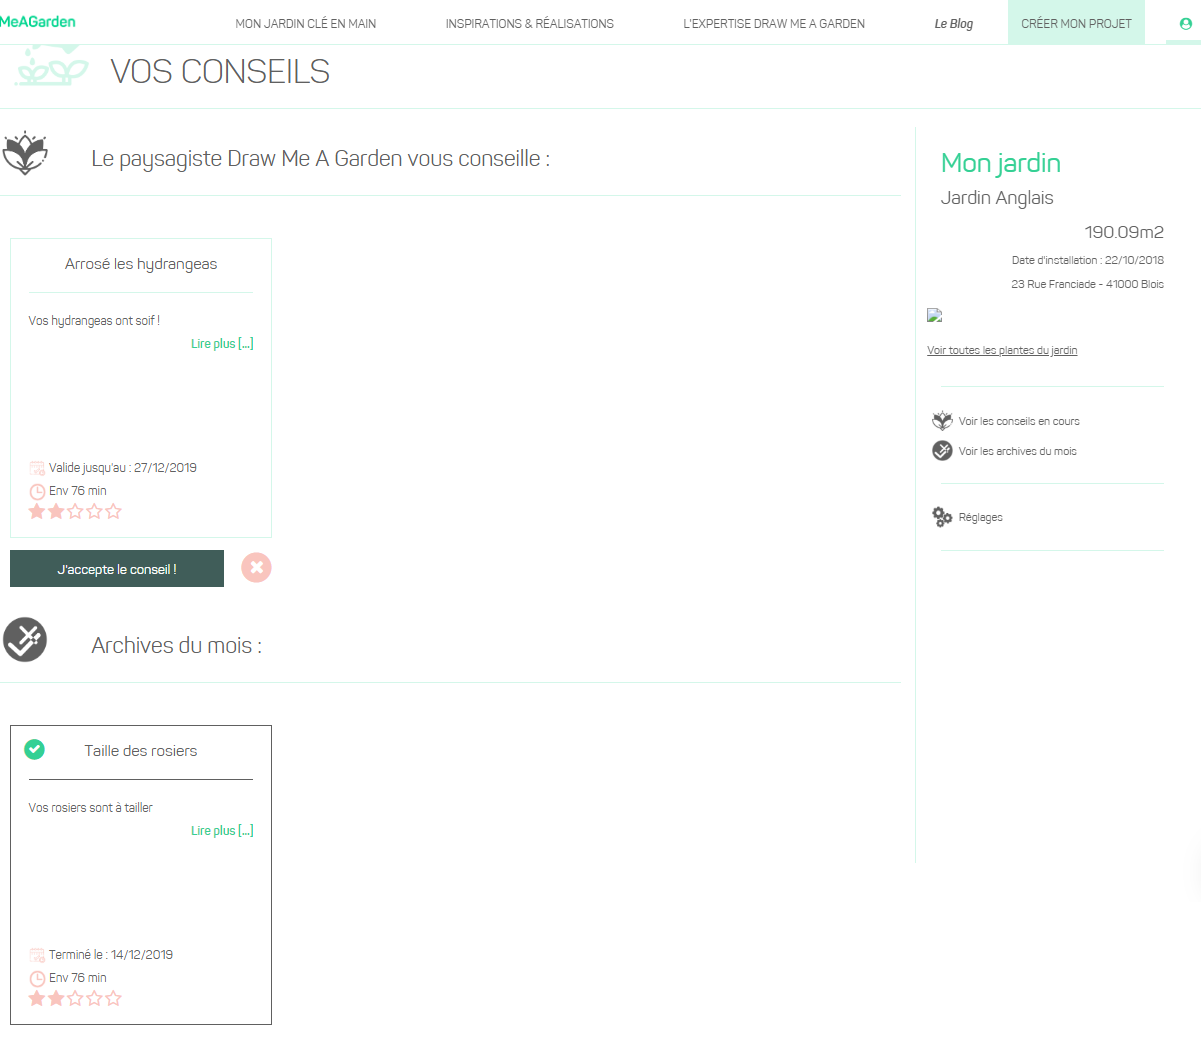 MeAGarden
MON JARDIN CLÉ EN MAIN
INSPIRATIONS & RÉALISATIONS
L'EXPERTISE DRAW ME A GARDEN
Le Blog
CRÉER MON PROJET
VOS CONSEILS
Le paysagiste Draw Me A Garden vous conseille :
Arrosé les hydrangeas
Vos hydrangeas ont soif !
Lire plus [...]
Valide jusqu'au : 27/12/2019
Env 76 min
J'accepte le conseil !
Archives du mois :
Taille des rosiers
Vos rosiers sont à tailler
Lire plus [...]
Terminé le : 14/12/2019
Env 76 min
Mon jardin
Jardin Anglais
190.09m2
Date d'installation : 22/10/2018
23 Rue Franciade - 41000 Blois
Voir toutes les plantes du jardin
Voir les conseils en cours
Voir les archives du mois
Réglages